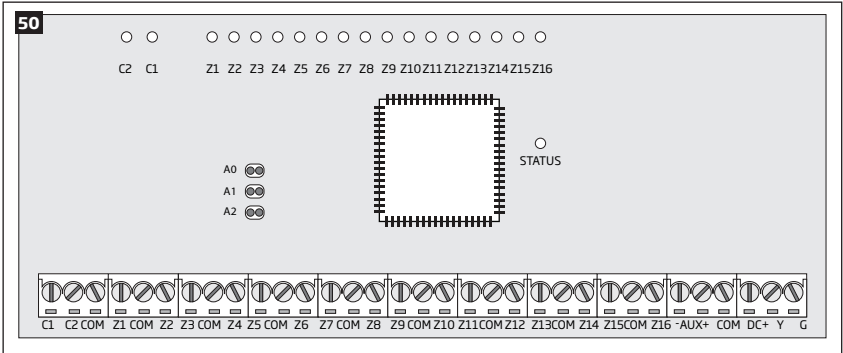 50
C2 C1 Z1 Z2 Z3 Z4 Z5 Z6 Z7 Z8 Z9 Z10 Z11 Z12 Z13 Z14 Z15 Z16
STATUS
A0
A1
A2
C1 C2 COM Z1 COM Z2 Z3 COM Z4 Z5 COM Z6 Z7 COM Z8 Z9 COM Z10 Z11 COM Z12 Z13 COM Z14 Z15 COM Z16 -AUX+ COM DC+ Y G